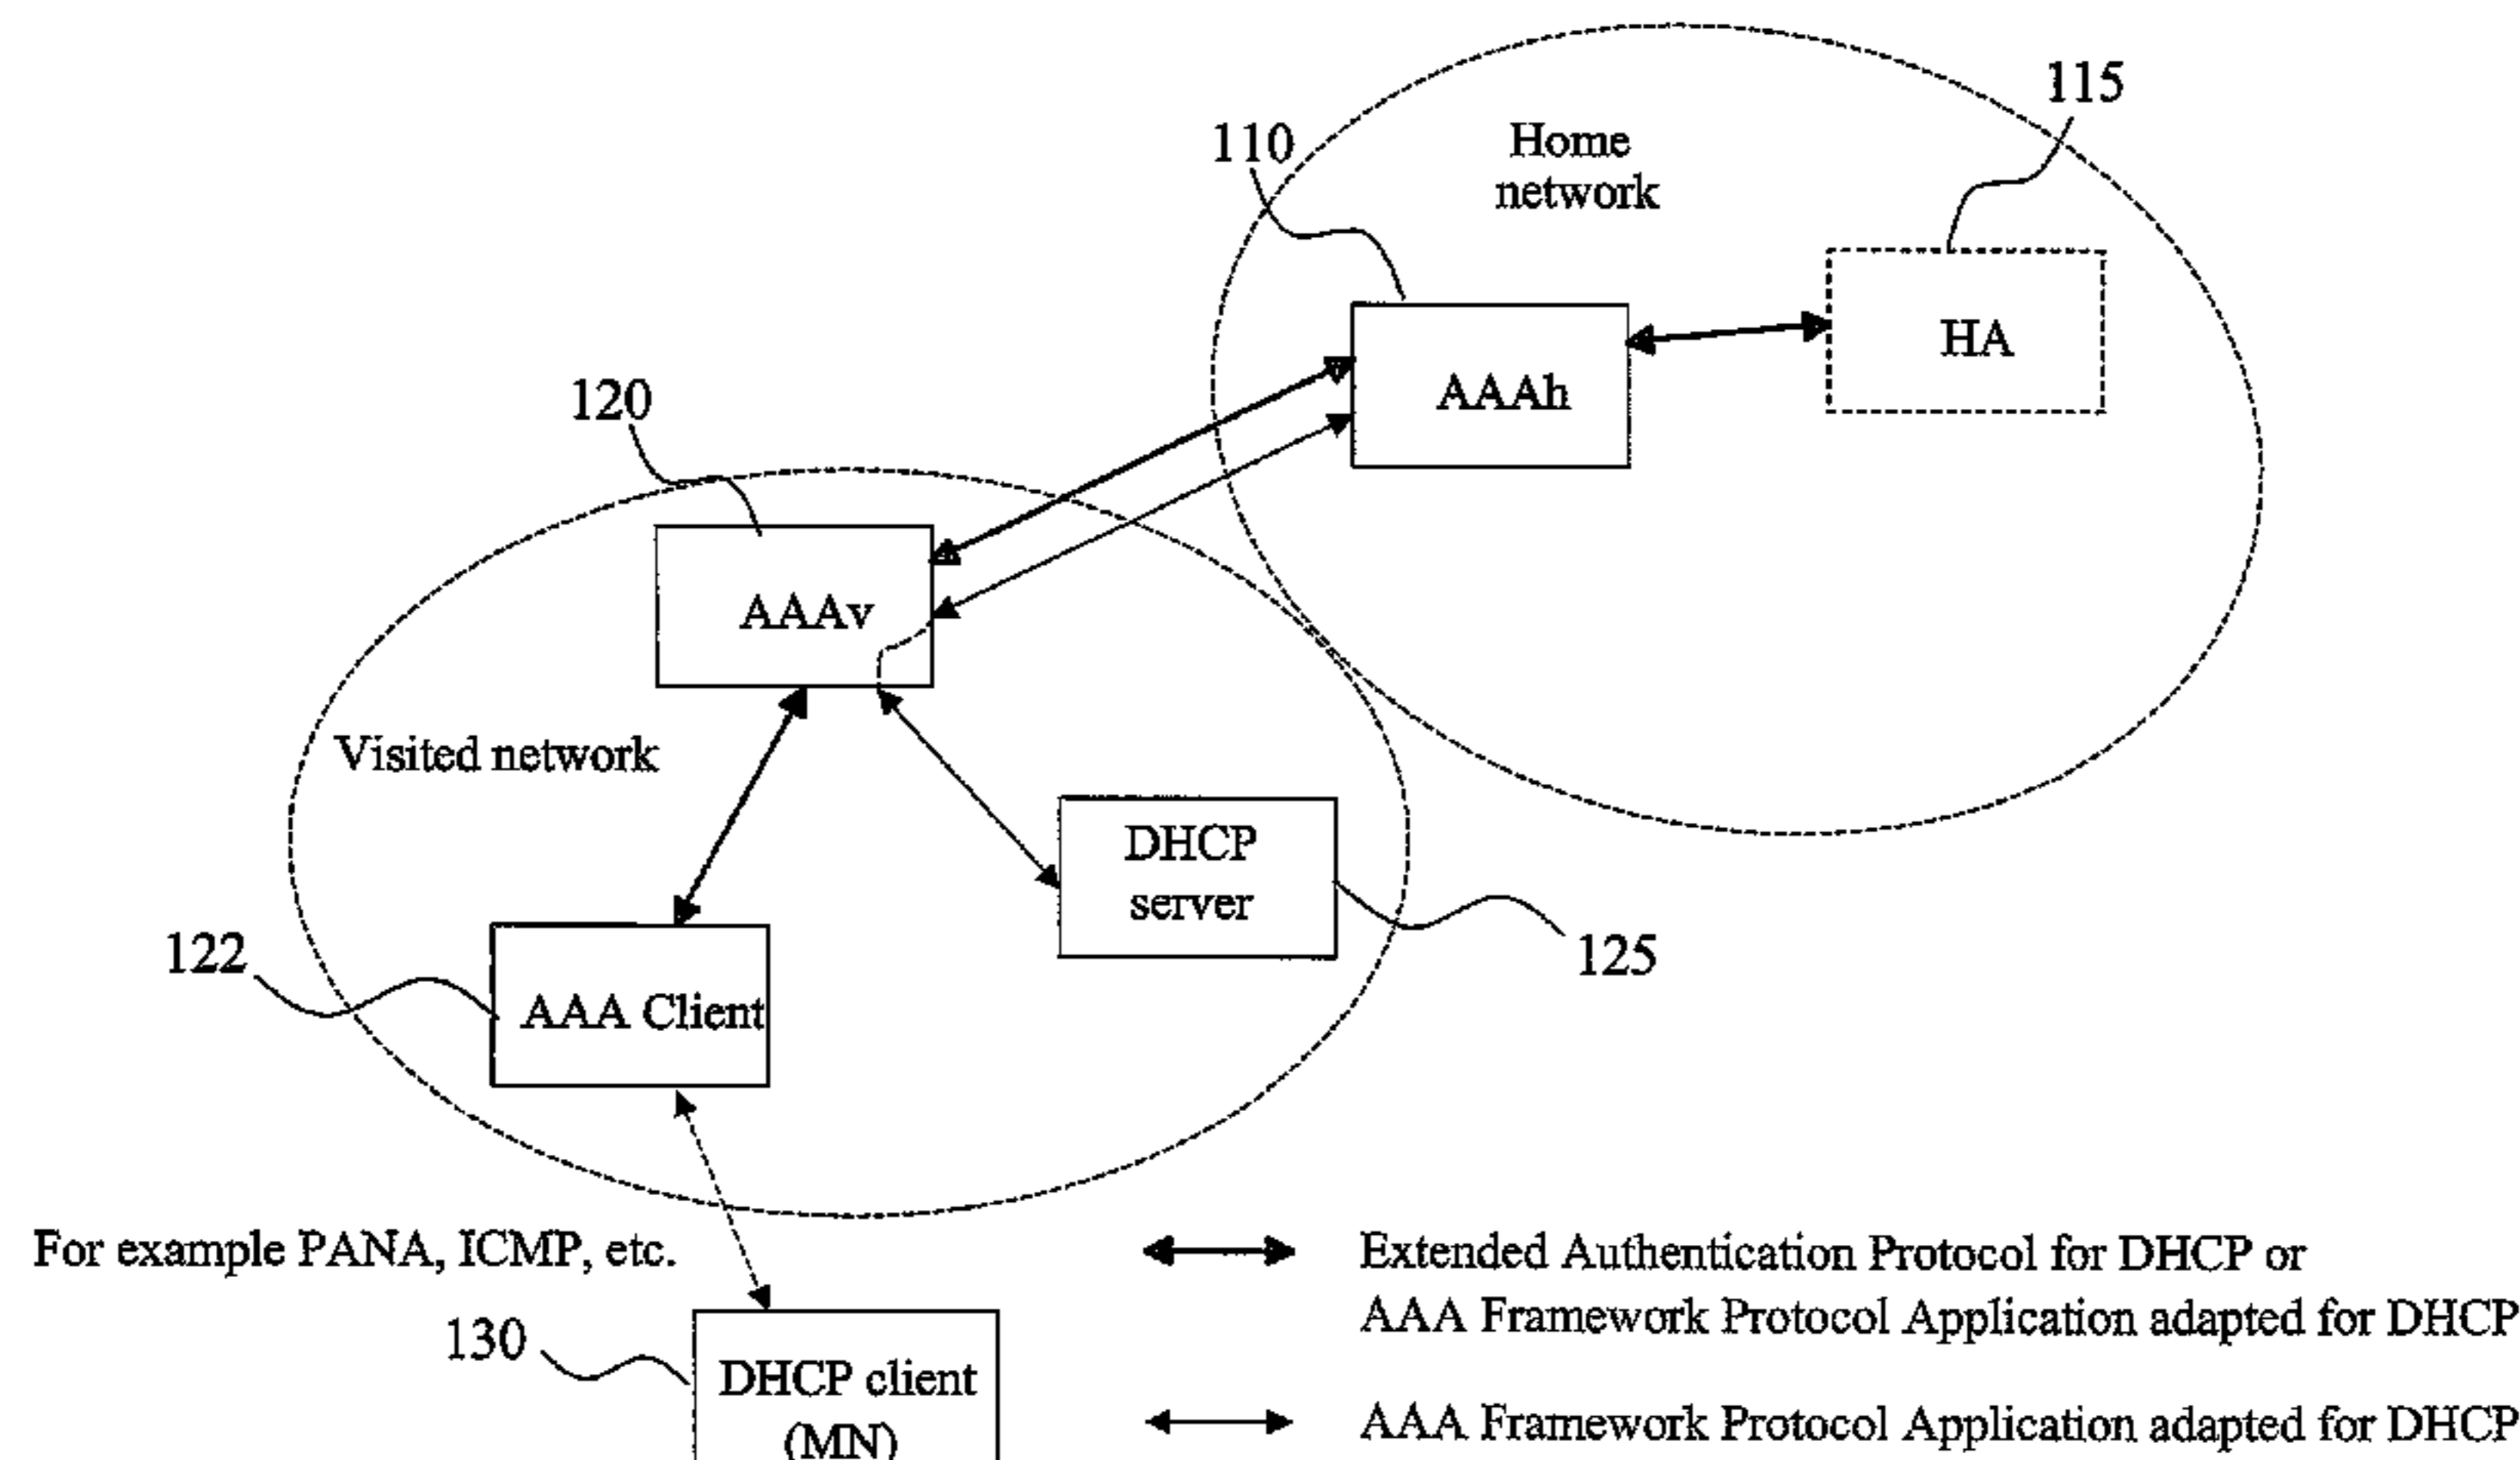 115
110
Home
network
HA
AAAh
120
AAAv
Visited network
DHCP
server
122
125
AAA Client
For example PANA, ICMP, etc.
Extended Authentication Protocol for DHCP or
AAA Framework Protocol Application adapted for DHCP
130
DHCP client
(MN)
AAA Framework Protocol Application adapted for DHCP